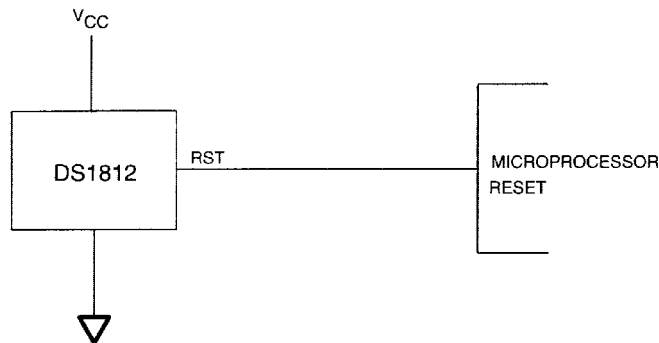 VCC
DS1812
RST
MICROPROCESSOR
RESET